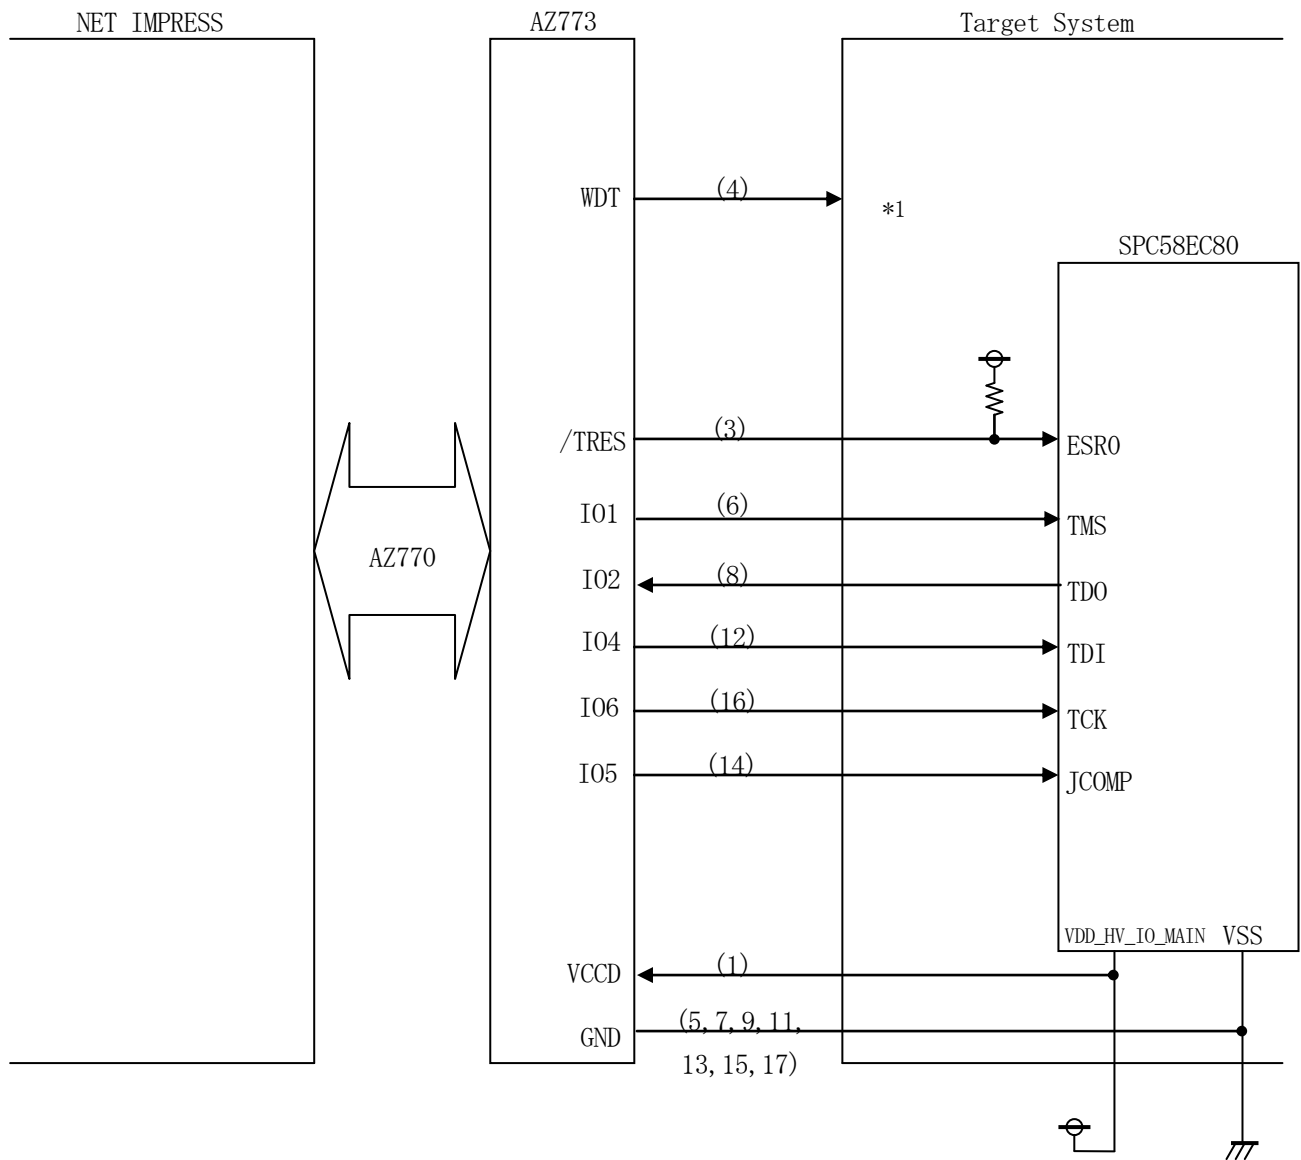 NET IMPRESS
AZ773
Target System
WDT
(4)
*1
SPC58EC80
/TRES
(3)
ESR0
IO1
(6)
TMS
AZ770
IO2
(8)
TDO
IO4
(12)
TDI
IO6
(16)
TCK
IO5
(14)
JCOMP
VDD_HV_IO_MAIN
VSS
VCCD
(1)
GND
(5,7,9,11,
13,15,17)